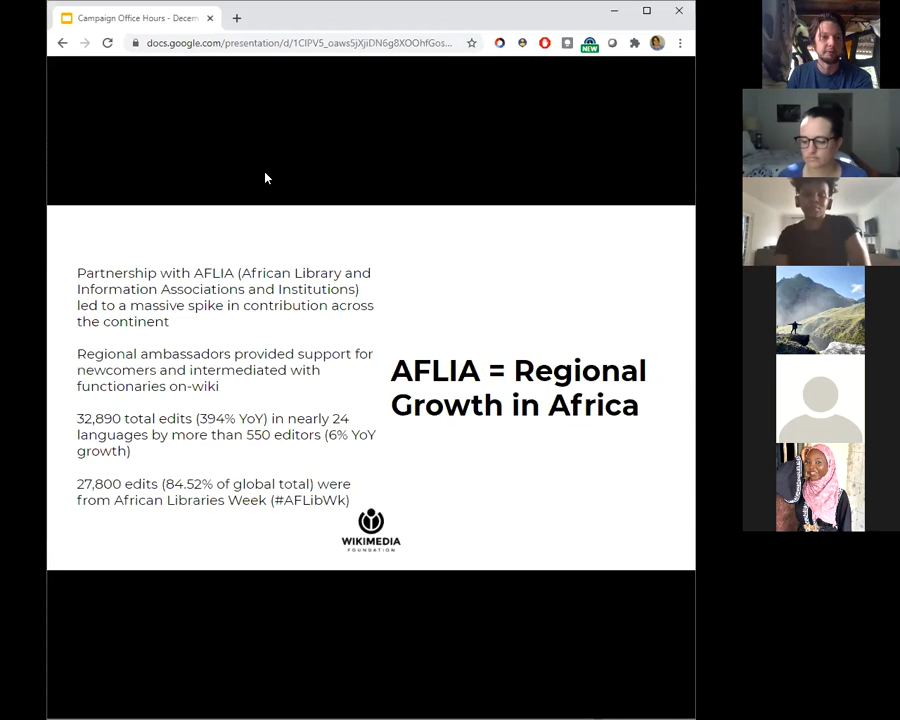 Campaign Office Hours - Decem
docs.google.com/presentation/d/1CIPV5_oaws5jXjiDN6g8XOOhfGos...
NEW
Partnership with AFLIA (African Library and
Information Associations and Institutions)
led to a massive spike in contribution across
the continent
Regional ambassadors provided support for
newcomers and intermediated with
functionaries on-wiki
32,890 total edits (394% YoY) in nearly 24
languages by more than 550 editors (6% YoY
growth)
27,800 edits (84.52% of global total) were
from African Libraries Week (#AFLibWk)
AFLIA = Regional
Growth in Africa
WIKIMEDIA
FOUNDATION